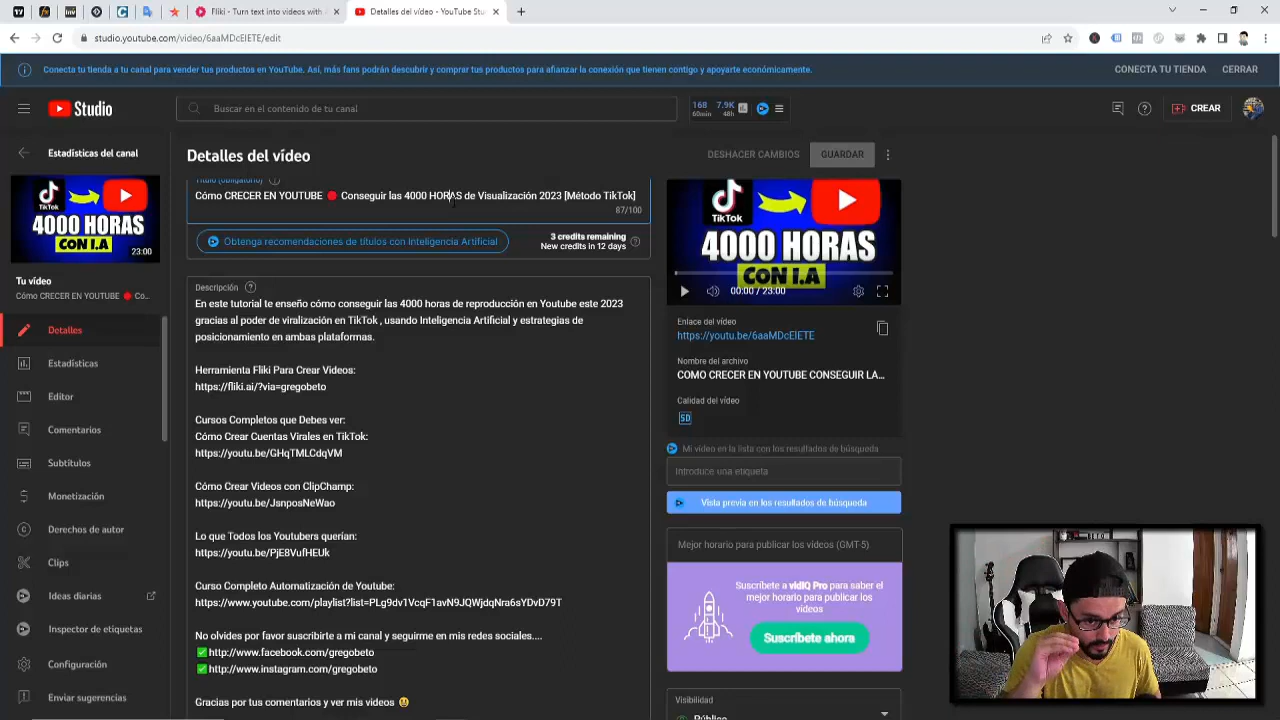 Fliki - Turn text into videos with
Detalles del vídeo - YouTube Stu
studio.youtube.com/video/6aaMDcElETE/edit
Conecta tu tienda a tu canal para vender tus productos en YouTube. Así, más fans podrán descubrir y comprar tus productos para afianzar la conexión que tienen contigo y apoyarte económicamente.
CONECTA TU TIENDA
CERRAR
Studio
Buscar en el contenido de tu canal
168
60min
7.9K
48h
CREAR
Estadísticas del canal
TikTok
4000 HORAS
CON I.A
23:00
Tu vídeo
Cómo CRECER EN YOUTUBE 🔴 Co...
Detalles
Estadísticas
Editor
Comentarios
Subtítulos
Monetización
Derechos de autor
Clips
Ideas diarias
Inspector de etiquetas
Configuración
Enviar sugerencias
Detalles del vídeo
DESHACER CAMBIOS
GUARDAR
Título (obligatorio)
Cómo CRECER EN YOUTUBE 🔴 Conseguir las 4000 HORAS de Visualización 2023 [Método TikTok]
87/100
Obtenga recomendaciones de títulos con Inteligencia Artificial
3 credits remaining
New credits in 12 days
Descripción
En este tutorial te enseño cómo conseguir las 4000 horas de reproducción en Youtube este 2023
gracias al poder de viralización en TikTok , usando Inteligencia Artificial y estrategias de
posicionamiento en ambas plataformas.
Herramienta Fliki Para Crear Videos:
https://fliki.ai/?via=gregobeto
Cursos Completos que Debes ver:
Cómo Crear Cuentas Virales en TikTok:
https://youtu.be/GHqTMLCdqVM
Cómo Crear Videos con ClipChamp:
https://youtu.be/JsnposNeWao
Lo que Todos los Youtubers querían:
https://youtu.be/PjE8VufHEUk
Curso Completo Automatización de Youtube:
https://www.youtube.com/playlist?list=PLg9dv1VcqF1avN9JQWjdqNra6sYDvD79T
No olvides por favor suscribirte a mi canal y seguirme en mis redes sociales....
✅http://www.facebook.com/gregobeto
✅http://www.instagram.com/gregobeto
Gracias por tus comentarios y ver mis videos 😃
TikTok
4000 HORAS
CON I.A
00:00 / 23:00
Enlace del vídeo
https://youtu.be/6aaMDcElETE
Nombre del archivo
COMO CRECER EN YOUTUBE CONSEGUIR LA...
Calidad del vídeo
SD
Mi vídeo en la lista con los resultados de búsqueda
Introduce una etiqueta
Vista previa en los resultados de búsqueda
Mejor horario para publicar los vídeos (GMT-5)
Suscríbete a vidIQ Pro para saber el
mejor horario para publicar los
vídeos
Suscríbete ahora
Visibilidad
Público